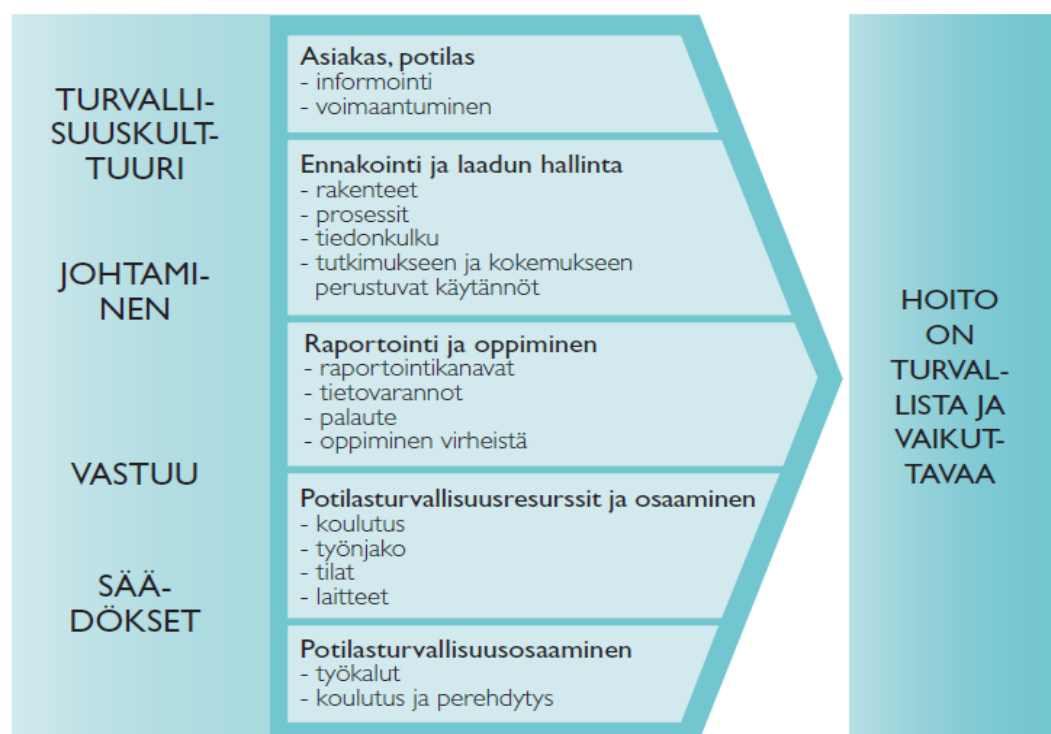 TURVALLI-
SUUSKULT-
TUURI
JOHTAMI-
NEN
VASTUU
SÄÄ-
DÖKSET
Asiakas, potilas
- informointi
- voimaantuminen
Ennakointi ja laadun hallinta
- rakenteet
- prosessit
- tiedonkulku
- tutkimukseen ja kokemukseen
perustuvat käytännöt
Raportointi ja oppiminen
- raportointikanavat
- tietovarannot
- palaute
- oppiminen virheistä
Potilasturvallisuusresurssit ja osaaminen
- koulutus
- työnjako
- tilat
- laitteet
Potilasturvallisuusosaaminen
- työkalut
- koulutus ja perehdytys
HOITO
ON
TURVAL-
LISTA JA
VAIKUT-
TAVAA